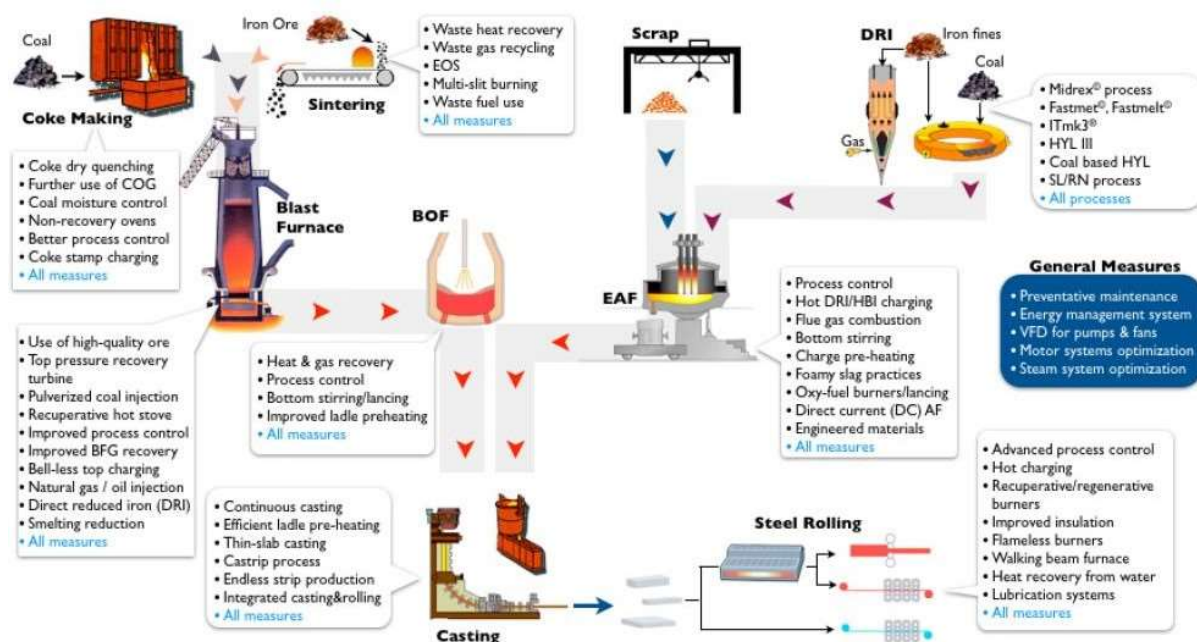 Coal
Coke Making
• Coke dry quenching
• Further use of COG
• Coal moisture control
• Non-recovery ovens
• Better process control
• Coke stamp charging
• All measures
Iron Ore
Sintering
• Waste heat recovery
• Waste gas recycling
• EOS
• Multi-slit burning
• Waste fuel use
• All measures
Blast
Furnace
• Use of high-quality ore
• Top pressure recovery
turbine
• Pulverized coal injection
• Recuperative hot stove
• Improved process control
• Improved BFG recovery
• Bell-less top charging
• Natural gas / oil injection
• Direct reduced iron (DRI)
• Smelting reduction
• All measures
BOF
• Heat & gas recovery
• Process control
• Bottom stirring/lancing
• Improved ladle preheating
• All measures
Scrap
DRI
Iron fines
Coal
Gas
• Midrex® process
• Fastmet®, Fastmelt®
• ITmk3®
• HYL III
• Coal based HYL
• SL/RN process
• All processes
EAF
• Process control
• Hot DRI/HBI charging
• Flue gas combustion
• Bottom stirring
• Charge pre-heating
• Foamy slag practices
• Oxy-fuel burners/lancing
• Direct current (DC) AF
• Engineered materials
• All measures
General Measures
• Preventative maintenance
• Energy management system
• VFD for pumps & fans
• Motor systems optimization
• Steam system optimization
• Continuous casting
• Efficient ladle pre-heating
• Thin-slab casting
• Castrip process
• Endless strip production
• Integrated casting&rolling
• All measures
Casting
Steel Rolling
• Advanced process control
• Hot charging
• Recuperative/regenerative
burners
• Improved insulation
• Flameless burners
• Walking beam furnace
• Heat recovery from water
• Lubrication systems
• All measures